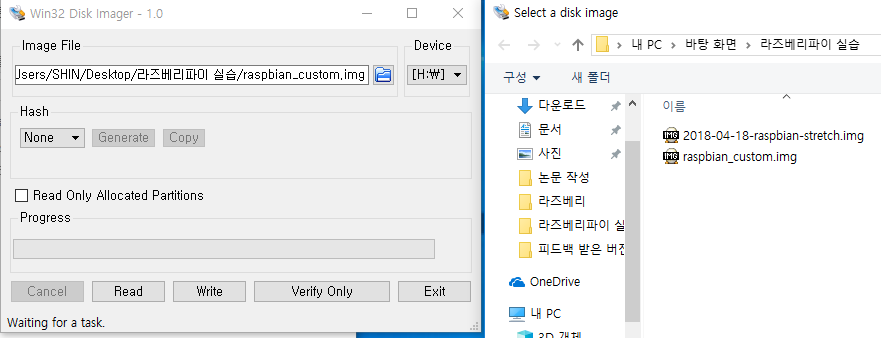 Win32 Disk Imager - 1.0
Image File
Device
Users/SHIN/Desktop/라즈베리파이 실습/raspbian_custom.img
[H:₩]
Hash
None
Generate
Copy
Read Only Allocated Partitions
Progress
Cancel
Read
Write
Verify Only
Exit
Waiting for a task.
Select a disk image
내 PC > 바탕 화면 > 라즈베리파이 실습
구성
새 폴더
이름
다운로드
문서
사진
논문 작성
라즈베리
라즈베리파이 실
피드백 받은 버전
OneDrive
내 PC
3D 개체
IMG 2018-04-18-raspbian-stretch.img
IMG raspbian_custom.img